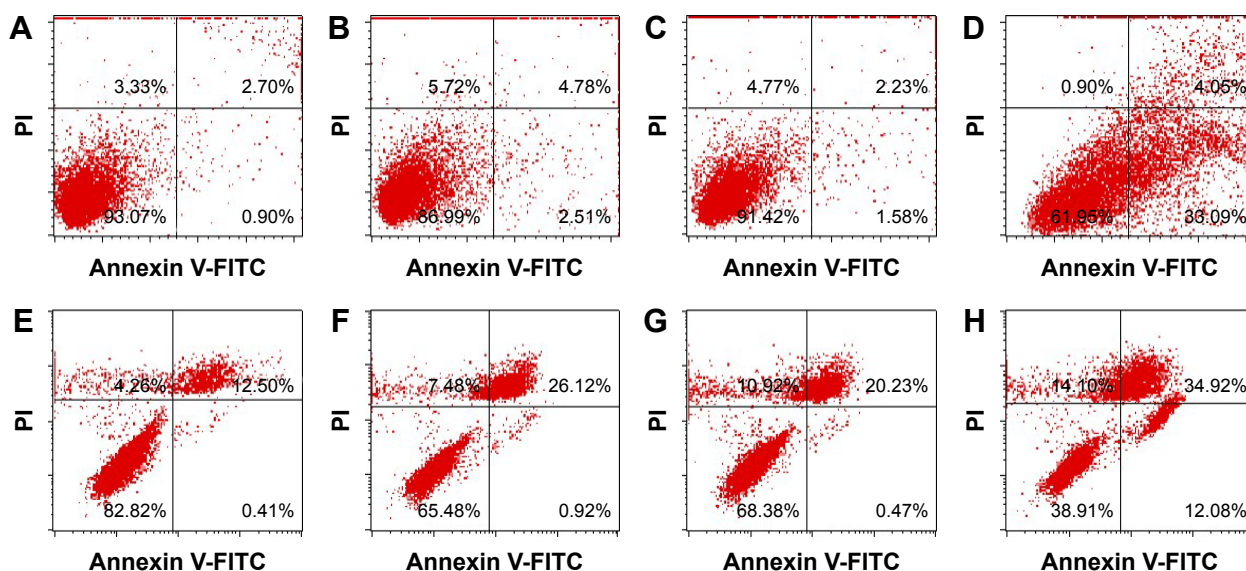 A B C D
3.33% 2.70% 5.72% 4.78% 4.77% 2.23% 0.90% 4.05%
PI PI PI PI
93.07% 0.90% 86.99% 2.51% 91.42% 1.58% 61.95% 33.09%
Annexin V-FITC Annexin V-FITC Annexin V-FITC Annexin V-FITC
E F G H
4.26% 12.50% 7.48% 26.12% 10.92% 20.23% 14.10% 34.92%
PI PI PI PI
82.82% 0.41% 65.48% 0.92% 68.38% 0.47% 38.91% 12.08%
Annexin V-FITC Annexin V-FITC Annexin V-FITC Annexin V-FITC